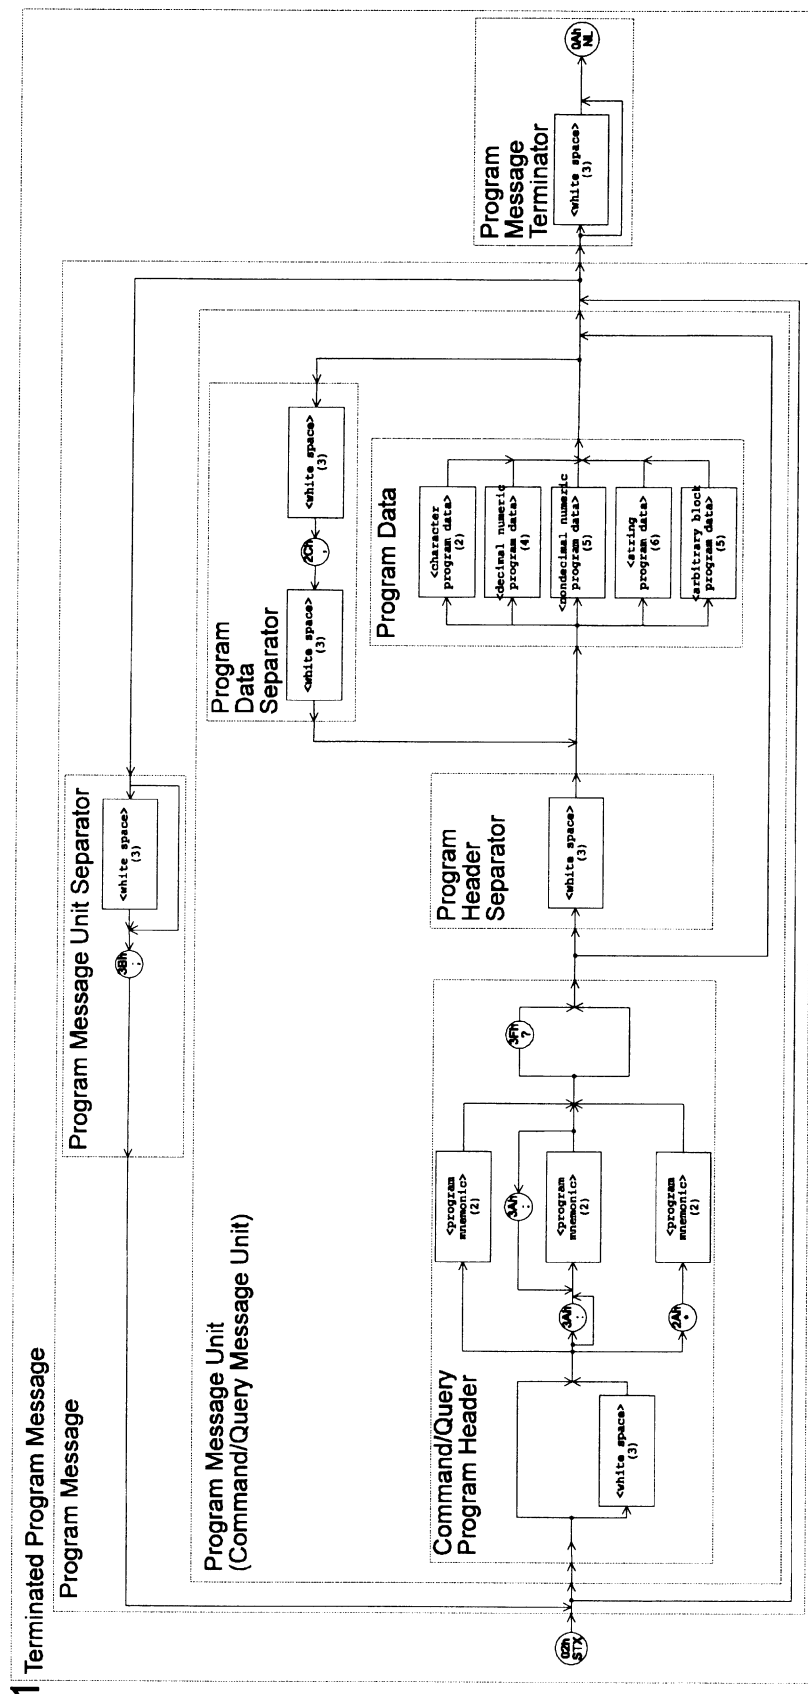 1 Terminated Program Message
Program Message
Program Message Unit Separator
3Bh
;
<white space>
(3)
Program Message Unit
(Command/Query Message Unit)
Program
Data
Separator
<white space>
(3)
2Ch
,
<white space>
(3)
02h
STX
Command/Query
Program Header
<white space>
(3)
<program
mnemonic>
(2)
3Ah
:
3Ah
:
<program
mnemonic>
(2)
2Ah
*
<program
mnemonic>
(2)
3Fh
?
Program
Header
Separator
<white space>
(3)
Program Data
<character
program data>
(2)
<decimal numeric
program data>
(4)
<nondecimal numeric
program data>
(5)
<string
program data>
(6)
<arbitrary block
program data>
(5)
Program
Message
Terminator
<white space>
(3)
0Ah
NL